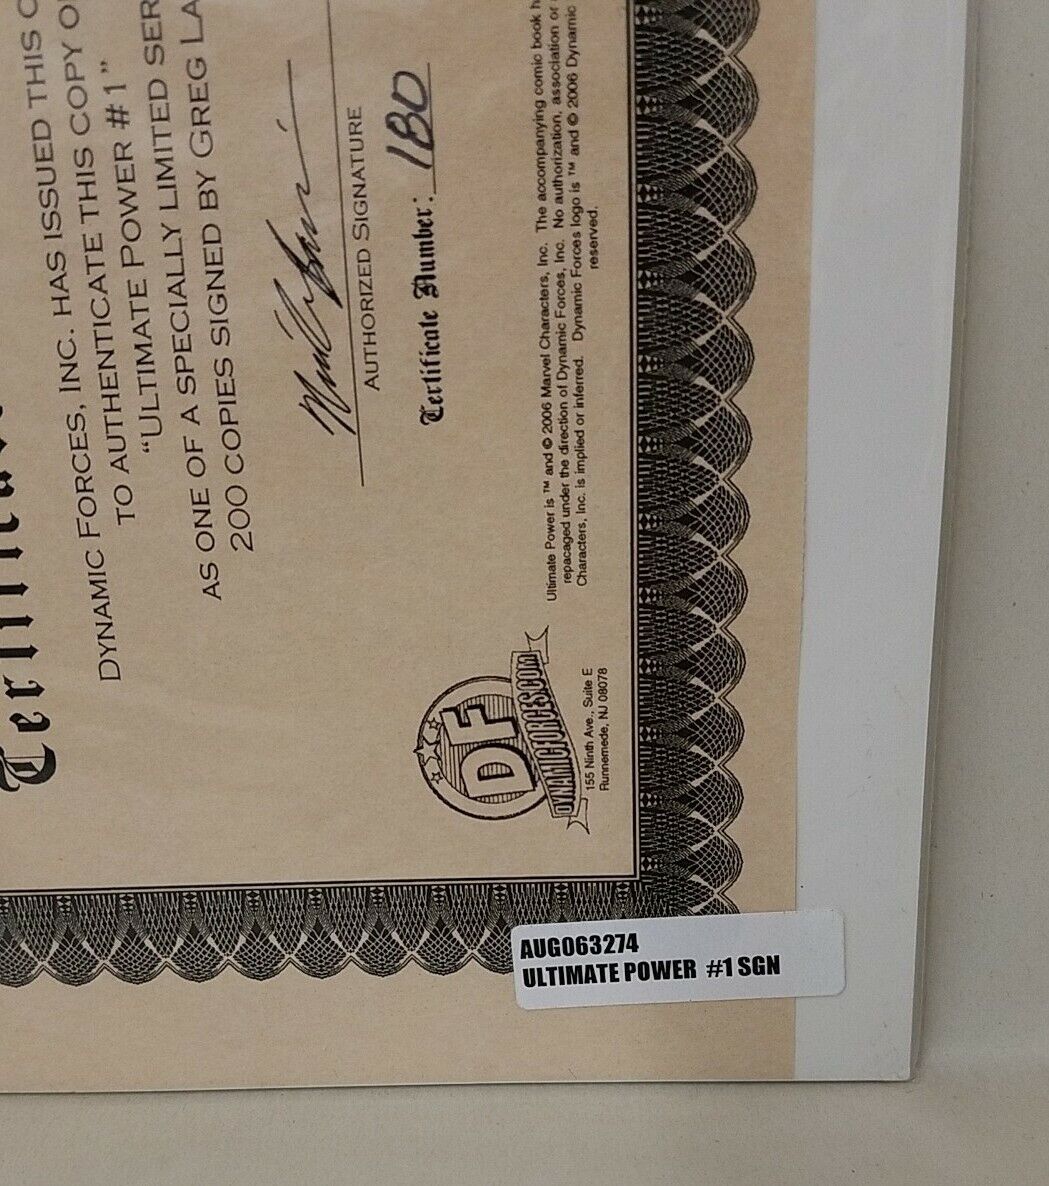 Certificat
DYNAMIC FORCES, INC. HAS ISSUED THIS C
TO AUTHENTICATE THIS COPY O
"ULTIMATE POWER #1"
AS ONE OF A SPECIALLY LIMITED SER
200 COPIES SIGNED BY GREG LA
AUTHORIZED SIGNATURE
Certificate Number: 180
DF
DYNAMICFORCES.COM
155 Ninth Ave., Suite E
Runnemede, NJ 08078
Ultimate Power is ™ and © 2006 Marvel Characters, Inc. The accompanying comic book h
repacaged under the direction of Dynamic Forces, Inc. No authorization, association or
Characters, Inc. is implied or inferred. Dynamic Forces logo is ™ and © 2006 Dynamic
reserved.
AUG063274
ULTIMATE POWER #1 SGN